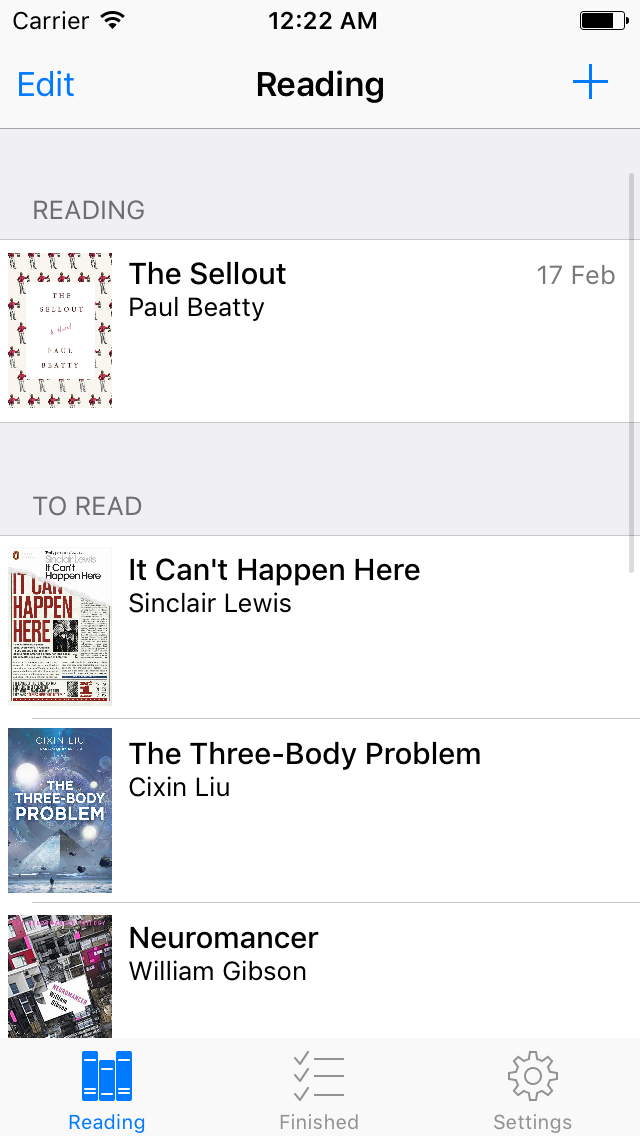 Carrier 12:22 AM
Edit Reading
READING
The Sellout 17 Feb
Paul Beatty
THE
SELLOUT
a Novel
PAUL
BEATTY
TO READ
It Can't Happen Here
Sinclair Lewis
Sinclair Lewis
It Can't
Happen Here
IT CAN'T
HAPPEN
HERE
The Three-Body Problem
Cixin Liu
CIXIN LIU
THE
THREE-BODY
PROBLEM
Neuromancer
William Gibson
NEUROMANCER
William
Gibson
Reading Finished Settings